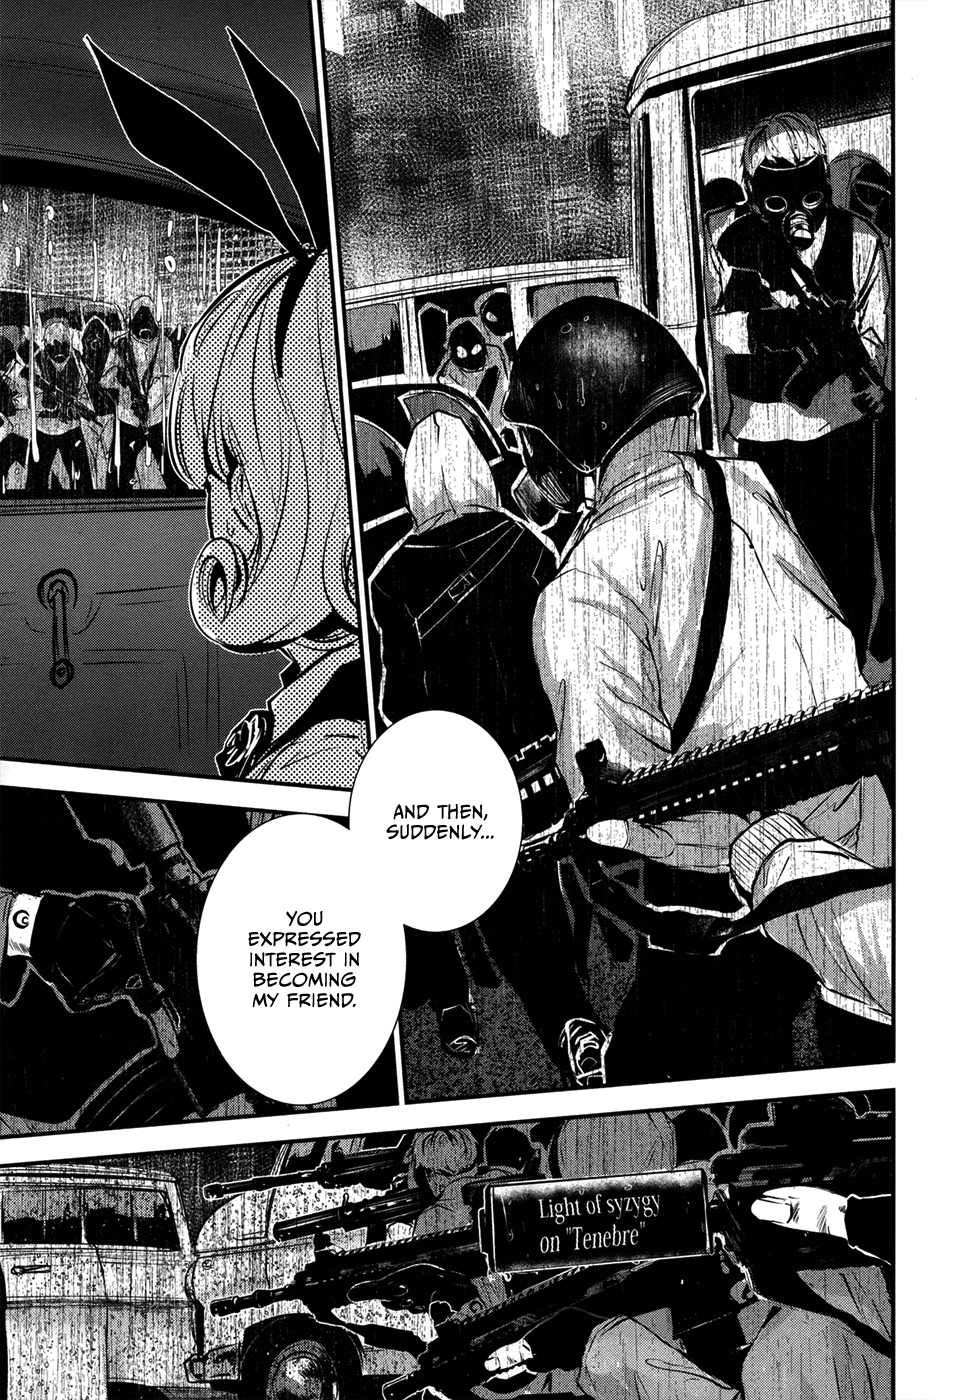 AND THEN,
SUDDENLY...
YOU
EXPRESSED
INTEREST IN
BECOMING
MY FRIEND.
Light of syzygy
on "Tenebre"